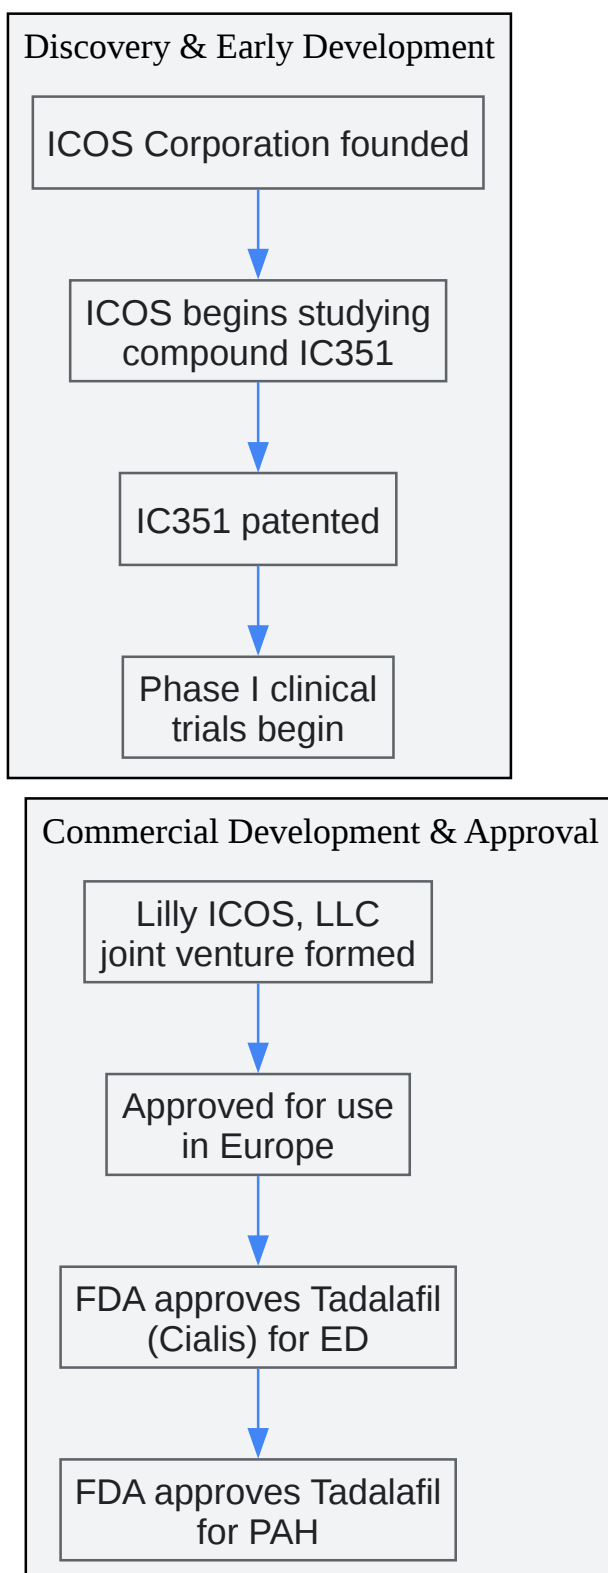 Discovery & Early Development
ICOS Corporation founded
ICOS begins studying
compound IC351
IC351 patented
Phase I clinical
trials begin
Commercial Development & Approval
Lilly ICOS, LLC
joint venture formed
Approved for use
in Europe
FDA approves Tadalafil
(Cialis) for ED
FDA approves Tadalafil
for PAH